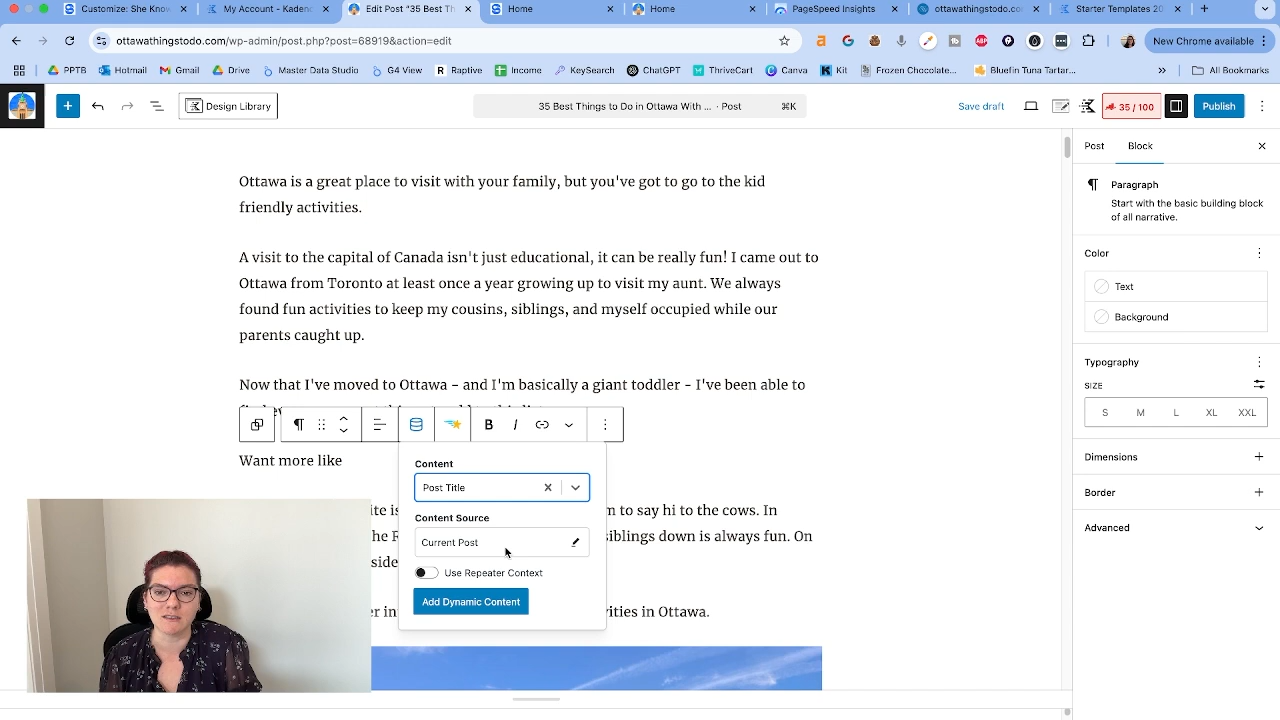 Customize: She Know
My Account - Kadenc
Edit Post "35 Best Th
Home
Home
PageSpeed Insights
ottawathingstodo.co
Starter Templates 20
ottawathingstodo.com/wp-admin/post.php?post=68919&action=edit
New Chrome available
PPTB
Hotmail
Gmail
Drive
Master Data Studio
G4 View
Raptive
Income
KeySearch
ChatGPT
ThriveCart
Canva
Kit
Frozen Chocolate...
Bluefin Tuna Tartar...
All Bookmarks
Design Library
35 Best Things to Do in Ottawa With ... · Post
⌘K
Save draft
35 / 100
Publish
Ottawa is a great place to visit with your family, but you've got to go to the kid
friendly activities.
A visit to the capital of Canada isn't just educational, it can be really fun! I came out to
Ottawa from Toronto at least once a year growing up to visit my aunt. We always
found fun activities to keep my cousins, siblings, and myself occupied while our
parents caught up.
Now that I've moved to Ottawa – and I'm basically a giant toddler – I've been able to
B
I
Want more like
Content
Post Title
Content Source
Current Post
Use Repeater Context
Add Dynamic Content
ite is
m to say hi to the cows. In
he R
siblings down is always fun. On
side
er in
vities in Ottawa.
Post
Block
Paragraph
Start with the basic building block
of all narrative.
Color
Text
Background
Typography
SIZE
S
M
L
XL
XXL
Dimensions
Border
Advanced